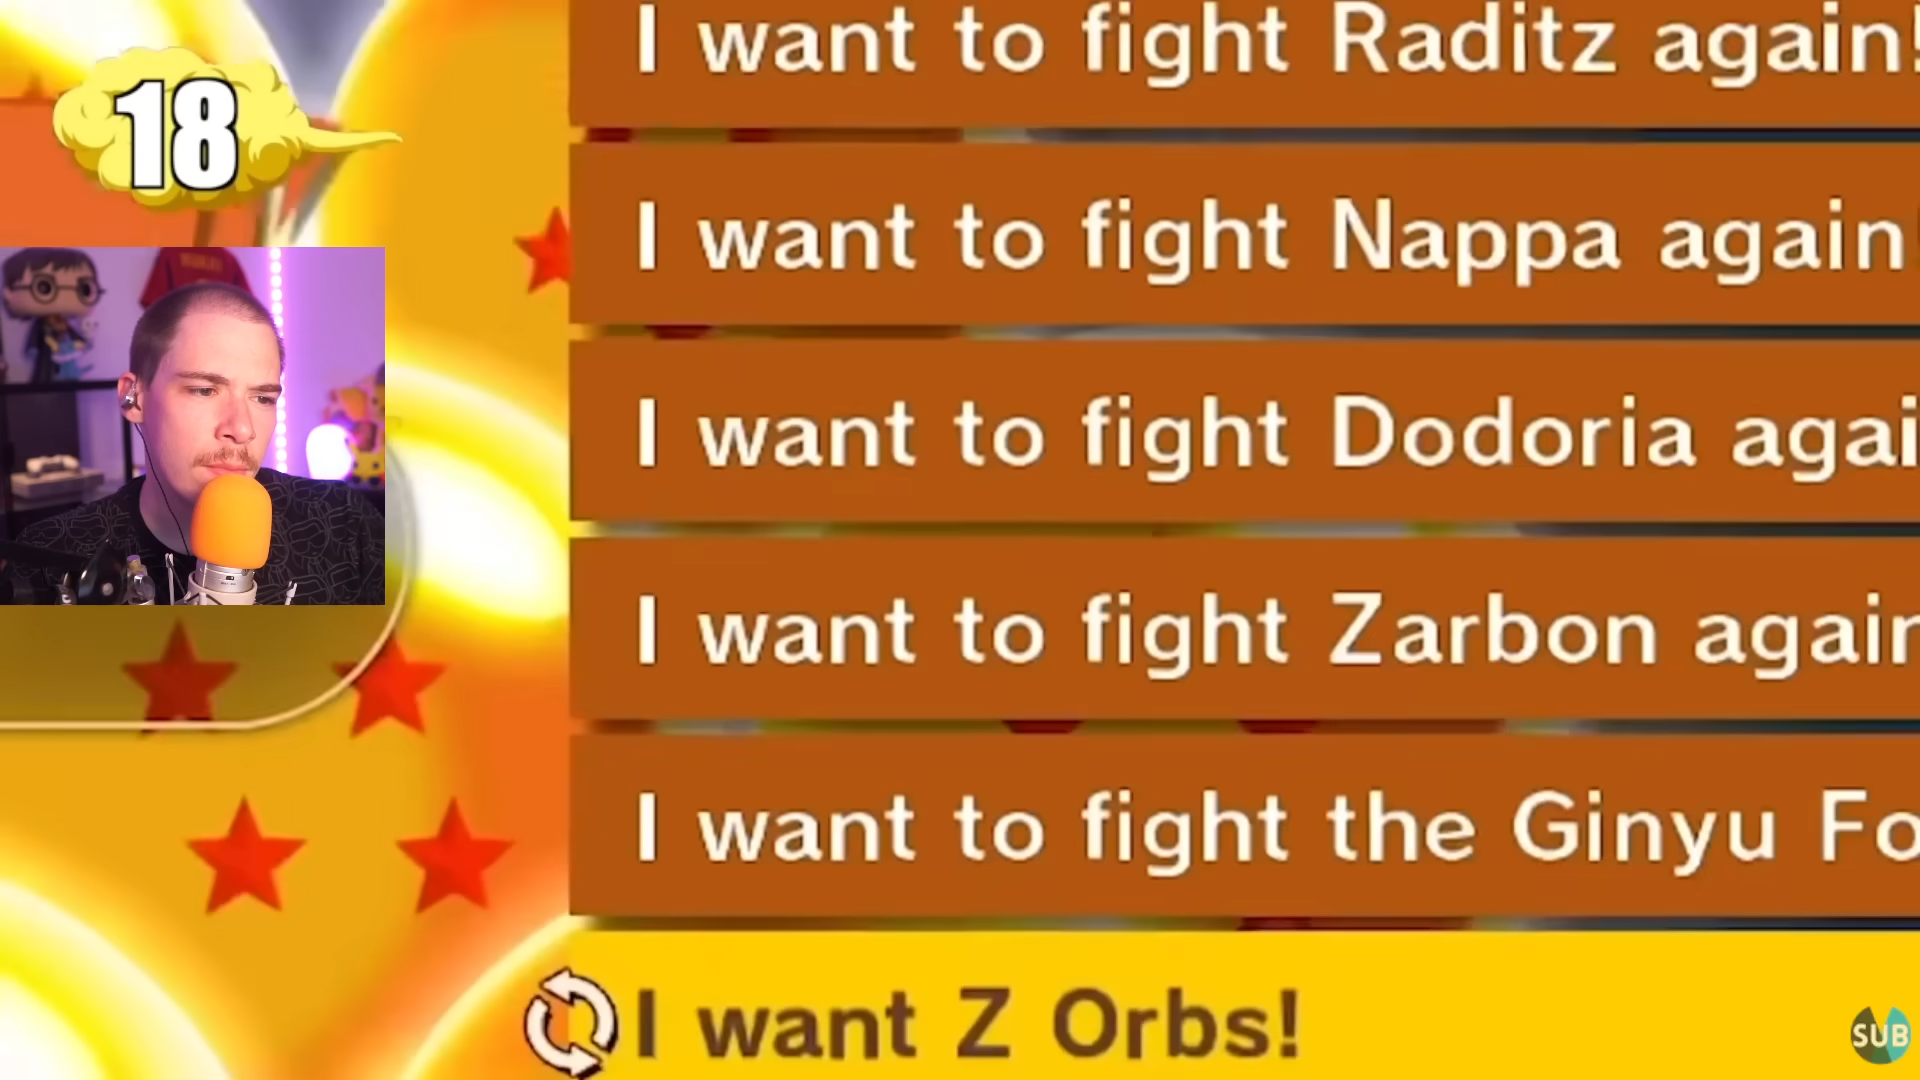 18
I want to fight Raditz again!
I want to fight Nappa again!
I want to fight Dodoria agai
I want to fight Zarbon again
I want to fight the Ginyu Fo
I want Z Orbs!
SUB